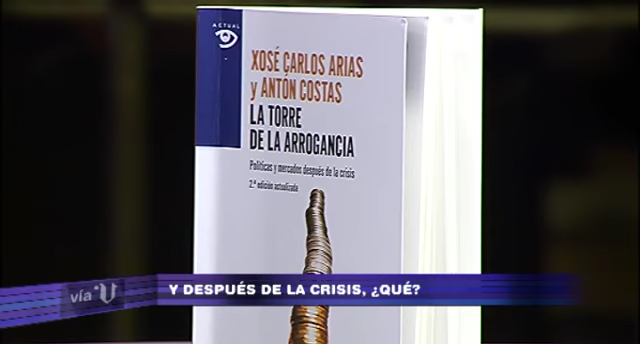 ACTUAL
XOSÉ CARLOS ARIAS
y ANTÓN COSTAS
LA TORRE
DE LA ARROGANCIA
Políticas y mercados después de la crisis
2.ª edición actualizada
vía U
Y DESPUÉS DE LA CRISIS, ¿QUÉ?